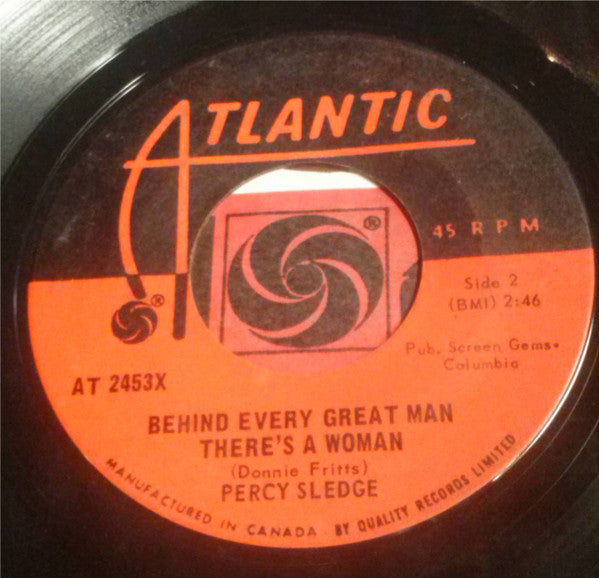 ATLANTIC
®
45 RPM
Side 2
(BMI) 2:46
®
Pub. Screen Gems-
Columbia
AT 2453X
BEHIND EVERY GREAT MAN
THERE'S A WOMAN
(Donnie Fritts)
PERCY SLEDGE
MANUFACTURED IN CANADA BY QUALITY RECORDS LIMITED